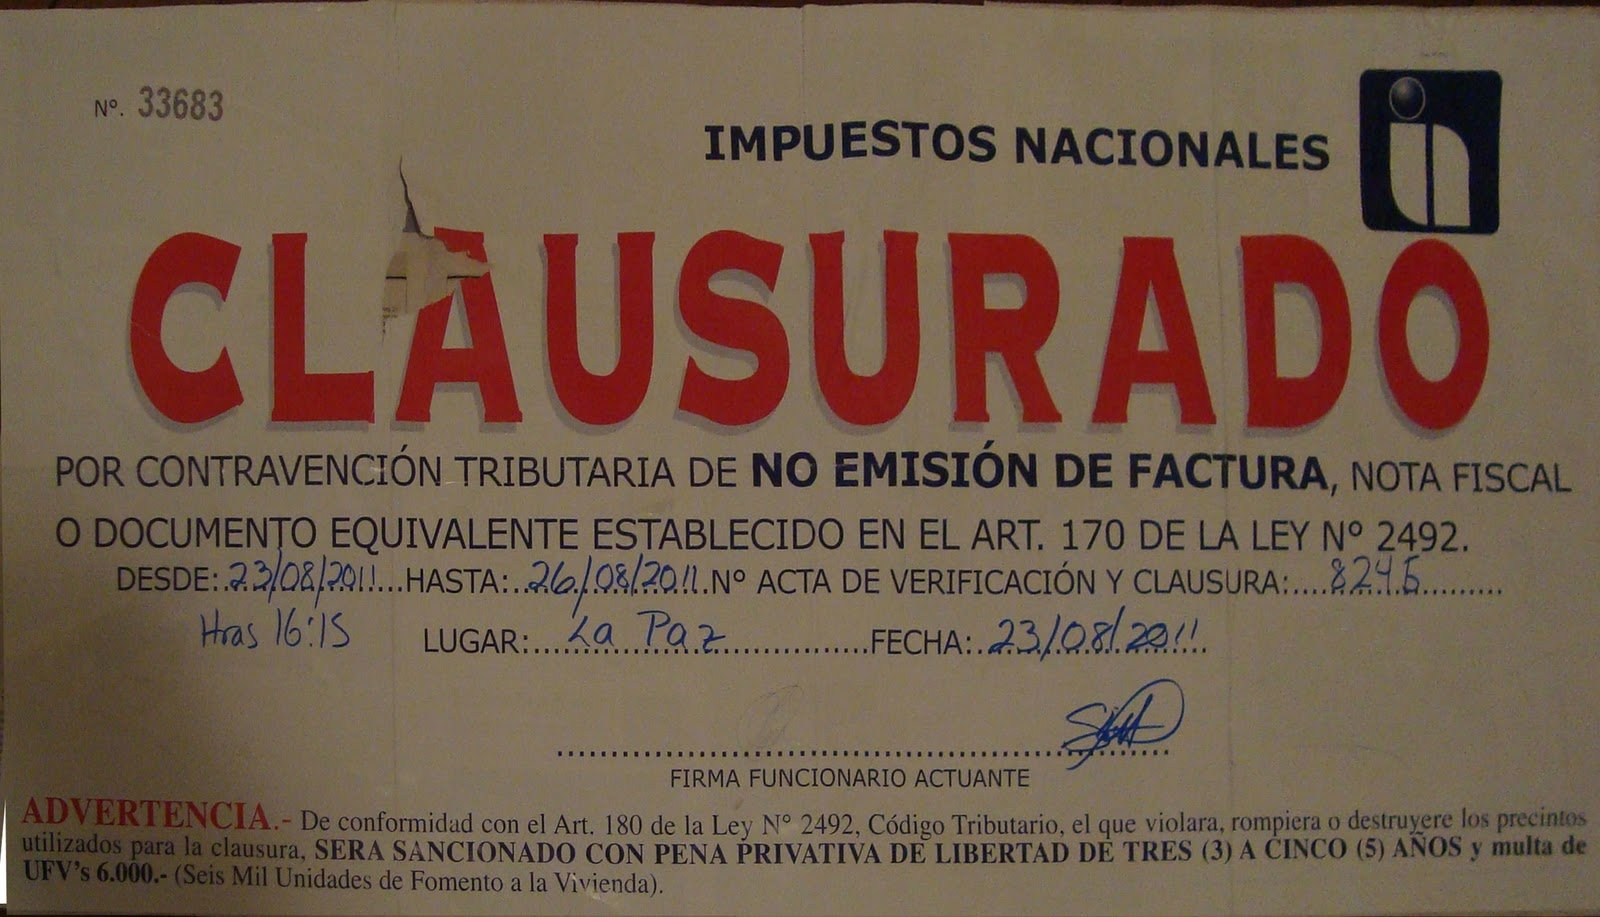 Nº. 33683
IMPUESTOS NACIONALES
in
CLAUSURADO
POR CONTRAVENCIÓN TRIBUTARIA DE NO EMISIÓN DE FACTURA, NOTA FISCAL
O DOCUMENTO EQUIVALENTE ESTABLECIDO EN EL ART. 170 DE LA LEY Nº 2492.
DESDE: 23/08/2011 HASTA: 26/08/2011 Nº ACTA DE VERIFICACIÓN Y CLAUSURA:
Hras 16:15 LUGAR: La Paz FECHA: 23/08/2011
FIRMA FUNCIONARIO ACTUANTE
ADVERTENCIA.- De conformidad con el Art. 180 de la Ley Nº 2492, Código Tributario, el que violara, rompiera o destruyere los precintos
utilizados para la clausura, SERA SANCIONADO CON PENA PRIVATIVA DE LIBERTAD DE TRES (3) A CINCO (5) AÑOS y multa de
UFV's 6.000.- (Seis Mil Unidades de Fomento a la Vivienda).